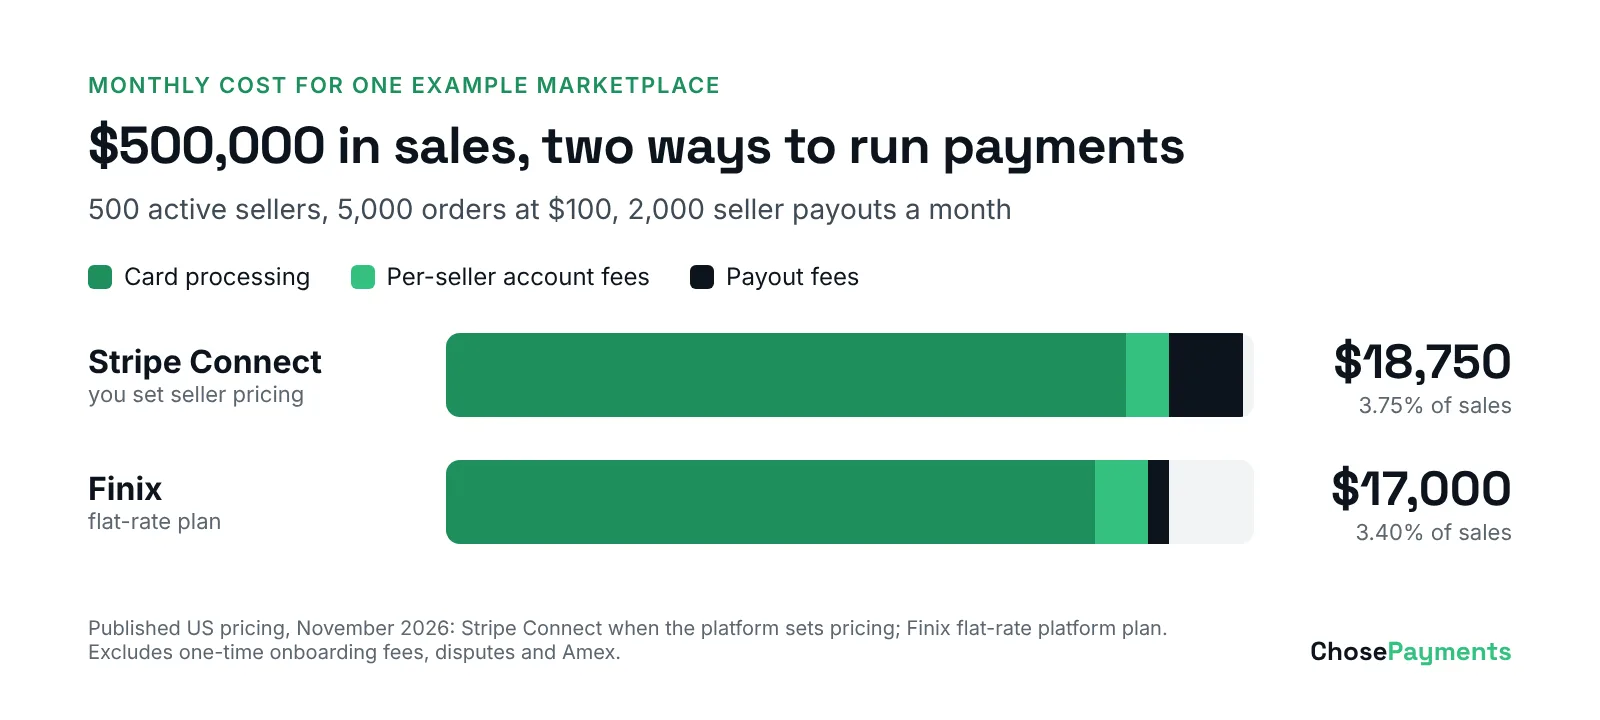 MONTHLY COST FOR ONE EXAMPLE MARKETPLACE
$500,000 in sales, two ways to run payments
500 active sellers, 5,000 orders at $100, 2,000 seller payouts a month
Card processing
Per-seller account fees
Payout fees
Stripe Connect
you set seller pricing
$18,750
3.75% of sales
Finix
flat-rate plan
$17,000
3.40% of sales
Published US pricing, November 2026: Stripe Connect when the platform sets pricing; Finix flat-rate platform plan.
Excludes one-time onboarding fees, disputes and Amex.
ChosePayments